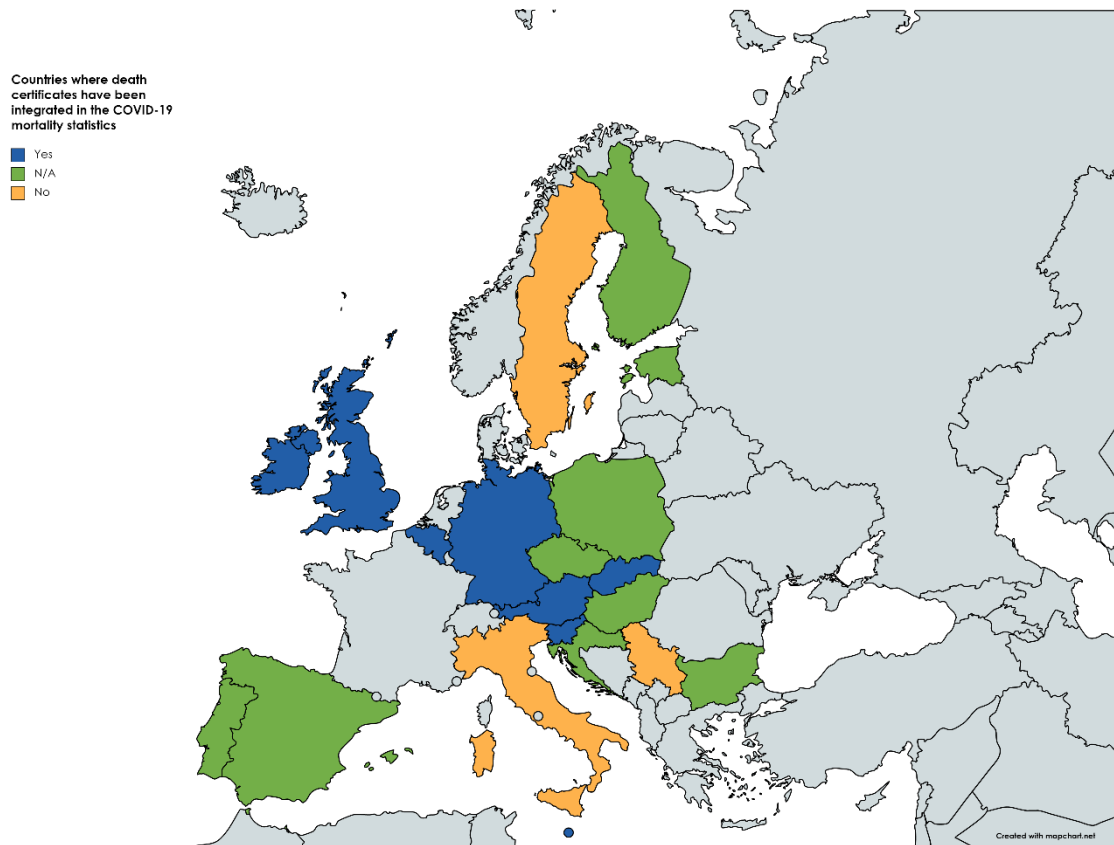 Countries where death
certificates have been
integrated in the COVID-19
mortality statistics
Yes
N/A
No
Created with mapchart.net